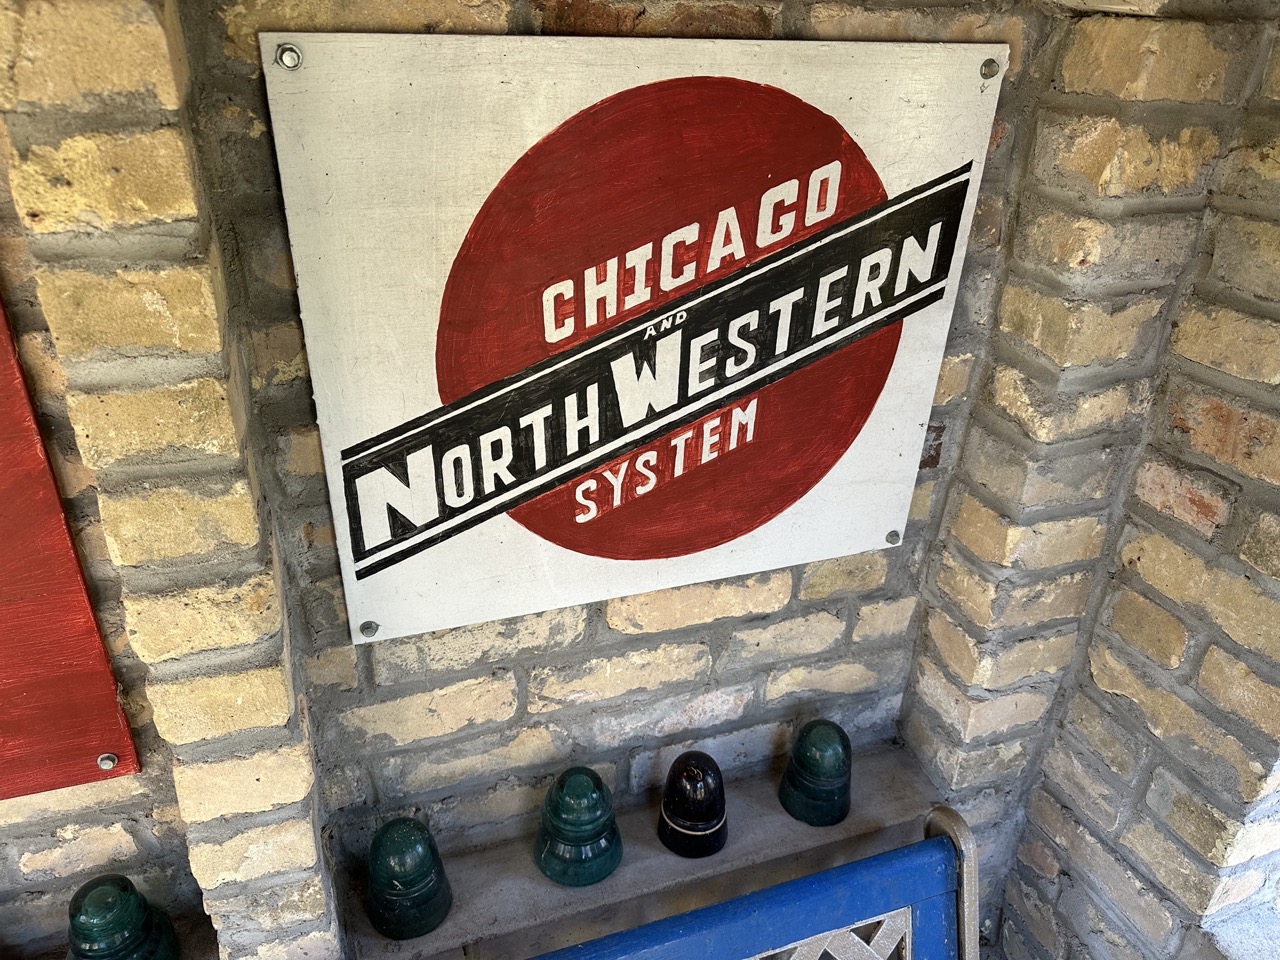 CHICAGO
AND
NORTH WESTERN
SYSTEM